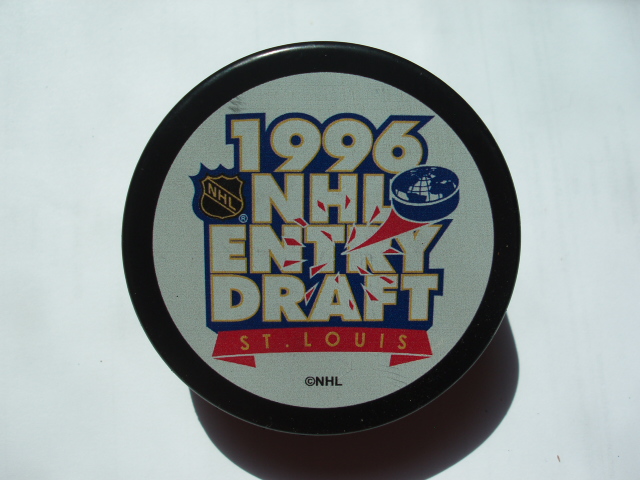 1996
NHL
NHL
®
ENTRY
DRAFT
ST. LOUIS
©NHL